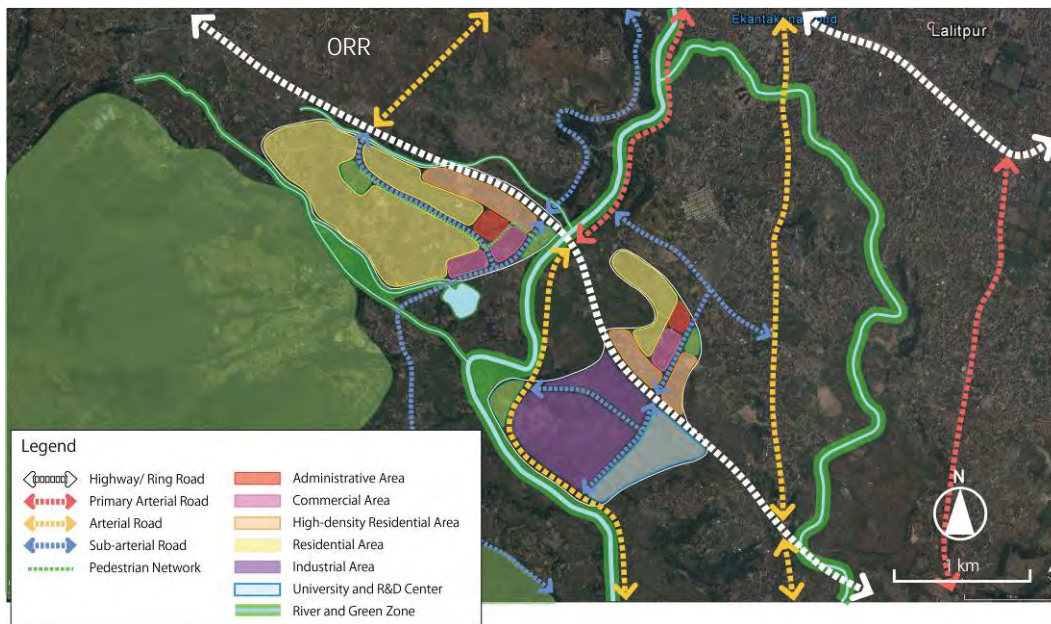 Ekantakuna Pond
Lalitpur
ORR
Legend
Highway/ Ring Road
Primary Arterial Road
Arterial Road
Sub-arterial Road
Pedestrian Network
Administrative Area
Commercial Area
High-density Residential Area
Residential Area
Industrial Area
University and R&D Center
River and Green Zone
N
1 km